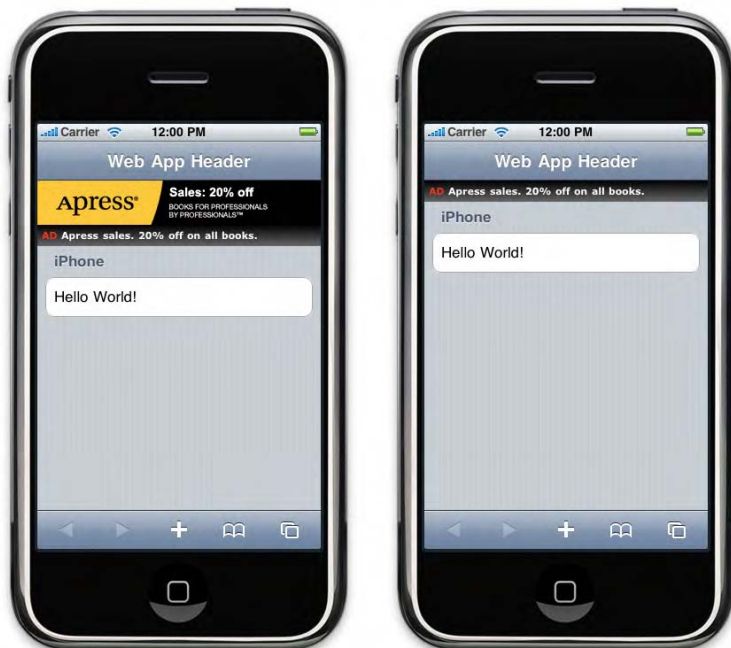 Carrier 12:00 PM
Web App Header
Apress®
Sales: 20% off
BOOKS FOR PROFESSIONALS
BY PROFESSIONALS™
AD Apress sales. 20% off on all books.
iPhone
Hello World!
Carrier 12:00 PM
Web App Header
AD Apress sales. 20% off on all books.
iPhone
Hello World!